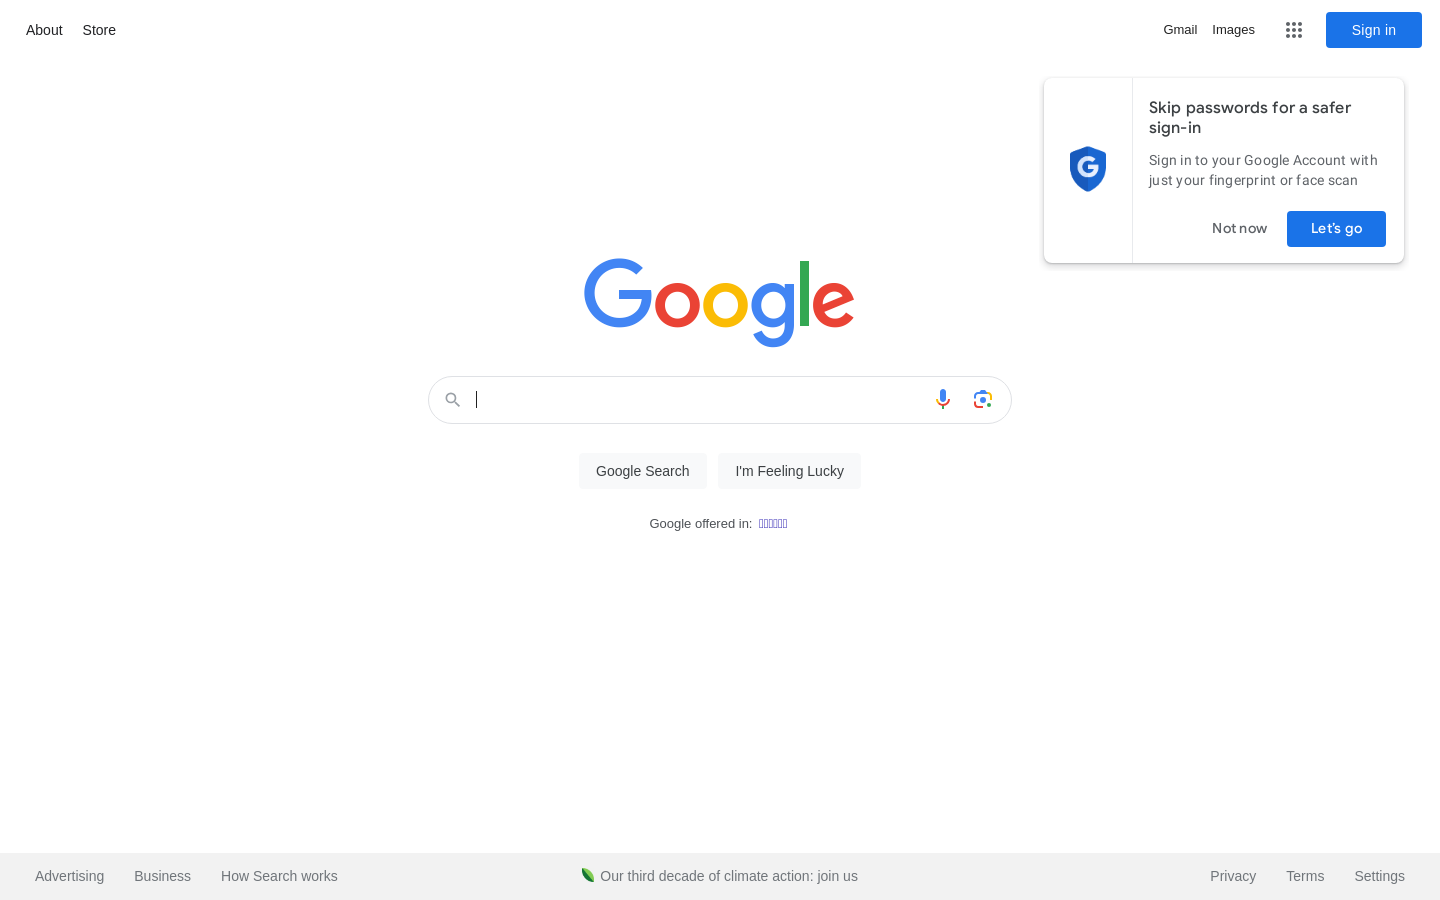 About Store
Gmail Images Sign in
Skip passwords for a safer
sign-in
Sign in to your Google Account with
just your fingerprint or face scan
Not now Let's go
Google
Google Search I'm Feeling Lucky
Google offered in:
Advertising Business How Search works
Our third decade of climate action: join us
Privacy Terms Settings